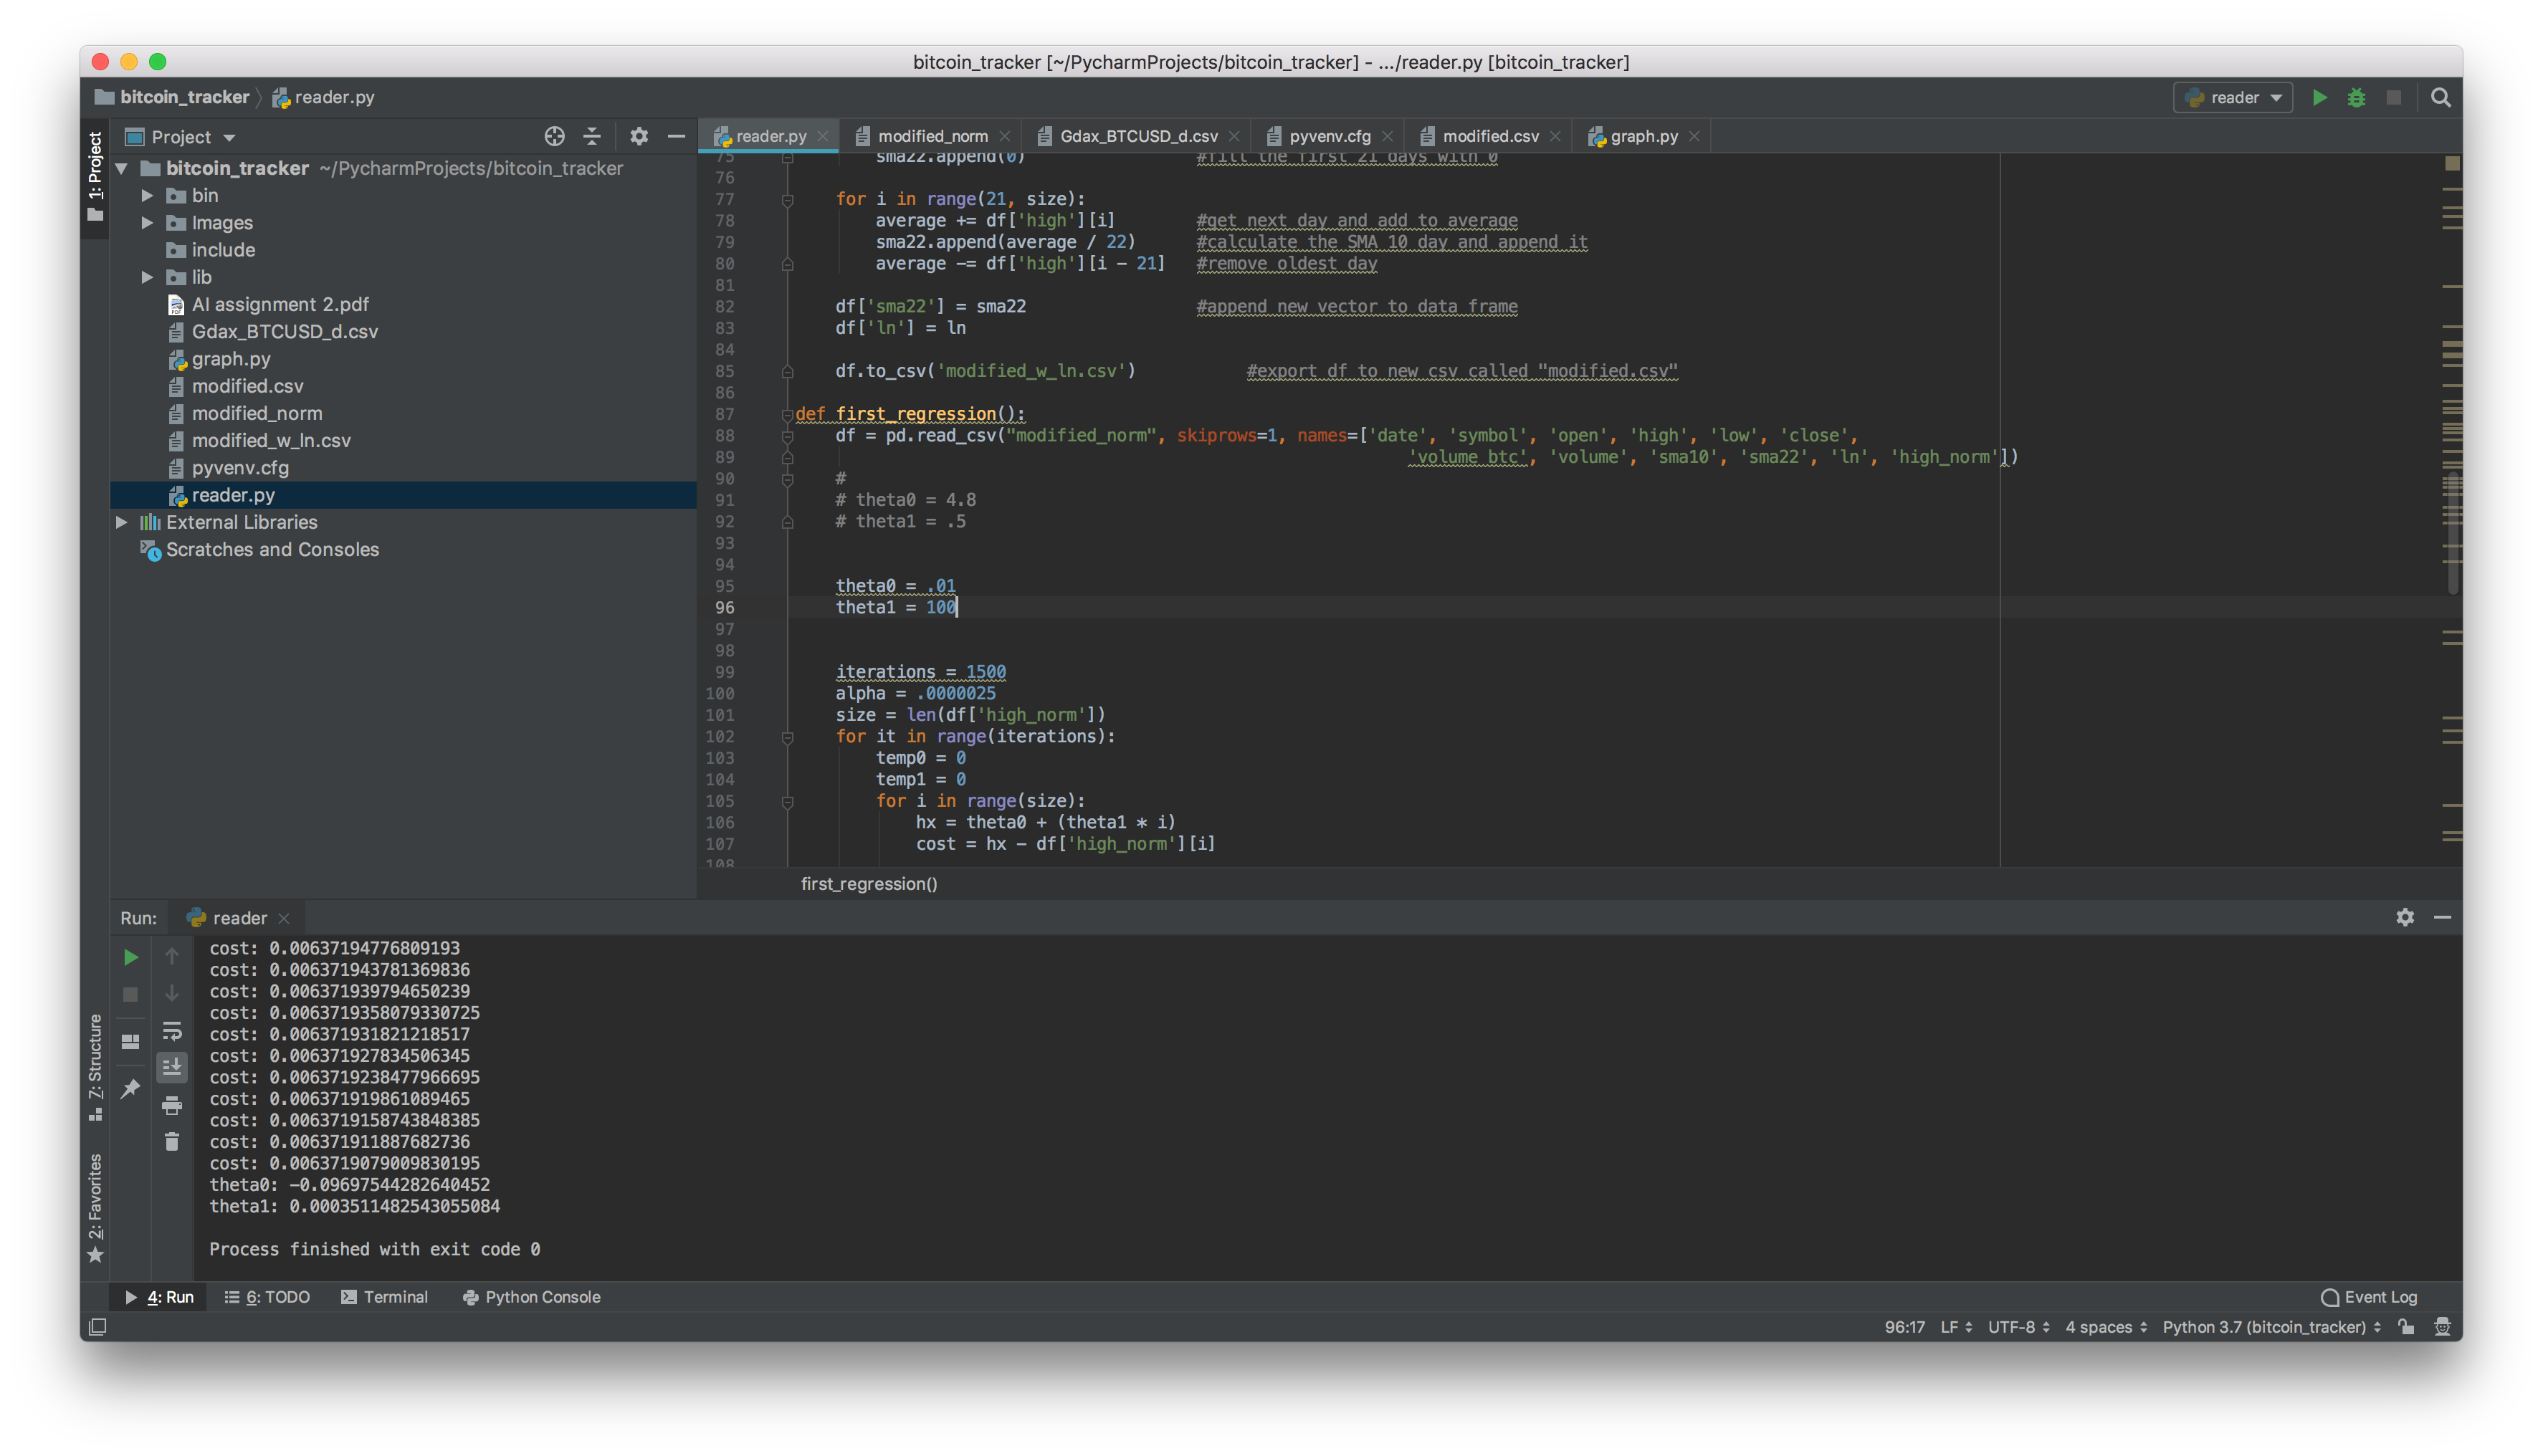 bitcoin_tracker [~/PycharmProjects/bitcoin_tracker] - .../reader.py [bitcoin_tracker]
bitcoin_tracker reader.py
reader
1: Project
Project
bitcoin_tracker ~/PycharmProjects/bitcoin_tracker
bin
Images
include
lib
AI assignment 2.pdf
Gdax_BTCUSD_d.csv
graph.py
modified.csv
modified_norm
modified_w_ln.csv
pyvenv.cfg
reader.py
External Libraries
Scratches and Consoles
reader.py modified_norm Gdax_BTCUSD_d.csv pyvenv.cfg modified.csv graph.py
75 sma22.append(0) #fill the first 21 days with 0
76
77 for i in range(21, size):
78 average += df['high'][i] #get next day and add to average
79 sma22.append(average / 22) #calculate the SMA 10 day and append it
80 average -= df['high'][i - 21] #remove oldest day
81
82 df['sma22'] = sma22 #append new vector to data frame
83 df['ln'] = ln
84
85 df.to_csv('modified_w_ln.csv') #export df to new csv called "modified.csv"
86
87 def first_regression():
88 df = pd.read_csv("modified_norm", skiprows=1, names=['date', 'symbol', 'open', 'high', 'low', 'close',
89 'volume btc', 'volume', 'sma10', 'sma22', 'ln', 'high_norm'])
90 #
91 # theta0 = 4.8
92 # theta1 = .5
93
94
95 theta0 = .01
96 theta1 = 100
97
98
99 iterations = 1500
100 alpha = .0000025
101 size = len(df['high_norm'])
102 for it in range(iterations):
103 temp0 = 0
104 temp1 = 0
105 for i in range(size):
106 hx = theta0 + (theta1 * i)
107 cost = hx - df['high_norm'][i]
108
first_regression()
Run: reader
cost: 0.00637194776809193
cost: 0.006371943781369836
cost: 0.006371939794650239
cost: 0.0063719358079330725
cost: 0.006371931821218517
cost: 0.006371927834506345
cost: 0.0063719238477966695
cost: 0.006371919861089465
cost: 0.0063719158743848385
cost: 0.006371911887682736
cost: 0.0063719079009830195
theta0: -0.09697544282640452
theta1: 0.0003511482543055084
Process finished with exit code 0
7: Structure
2: Favorites
4: Run 6: TODO Terminal Python Console Event Log
96:17 LF UTF-8 4 spaces Python 3.7 (bitcoin_tracker)